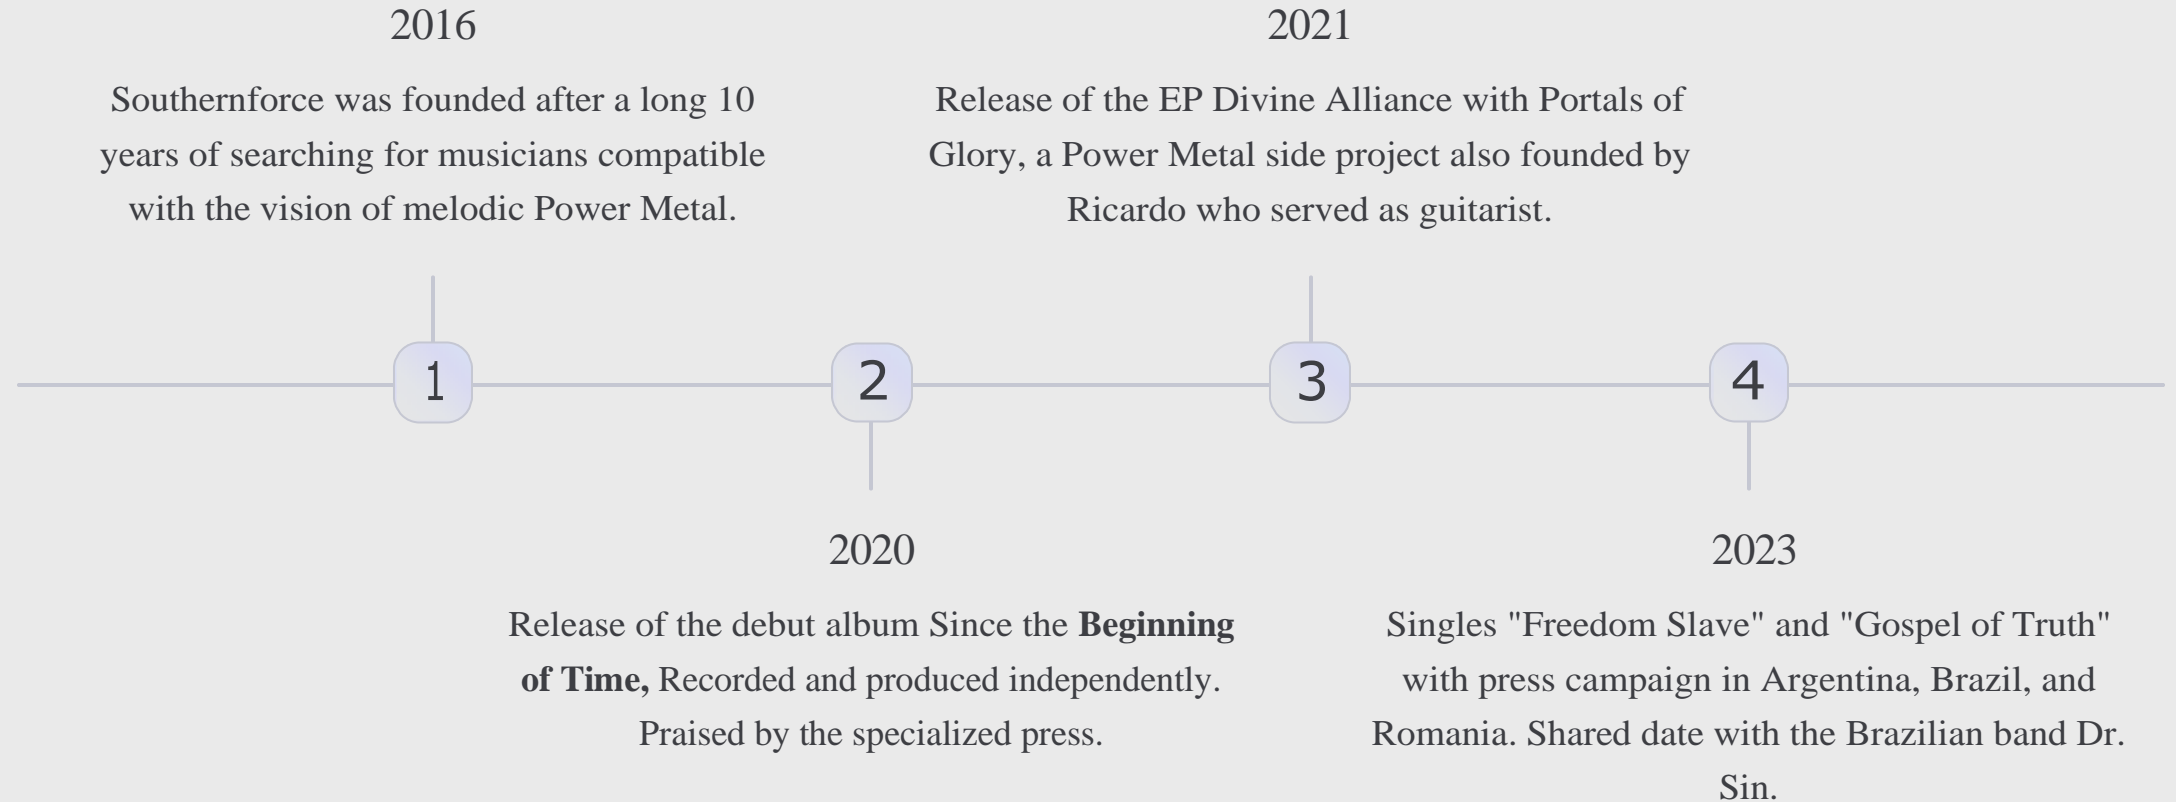 2016
Southernforce was founded after a long 10
years of searching for musicians compatible
with the vision of melodic Power Metal.
2021
Release of the EP Divine Alliance with Portals of
Glory, a Power Metal side project also founded by
Ricardo who served as guitarist.
1
2
3
4
2020
Release of the debut album Since the Beginning
of Time, Recorded and produced independently.
Praised by the specialized press.
2023
Singles "Freedom Slave" and "Gospel of Truth"
with press campaign in Argentina, Brazil, and
Romania. Shared date with the Brazilian band Dr.
Sin.